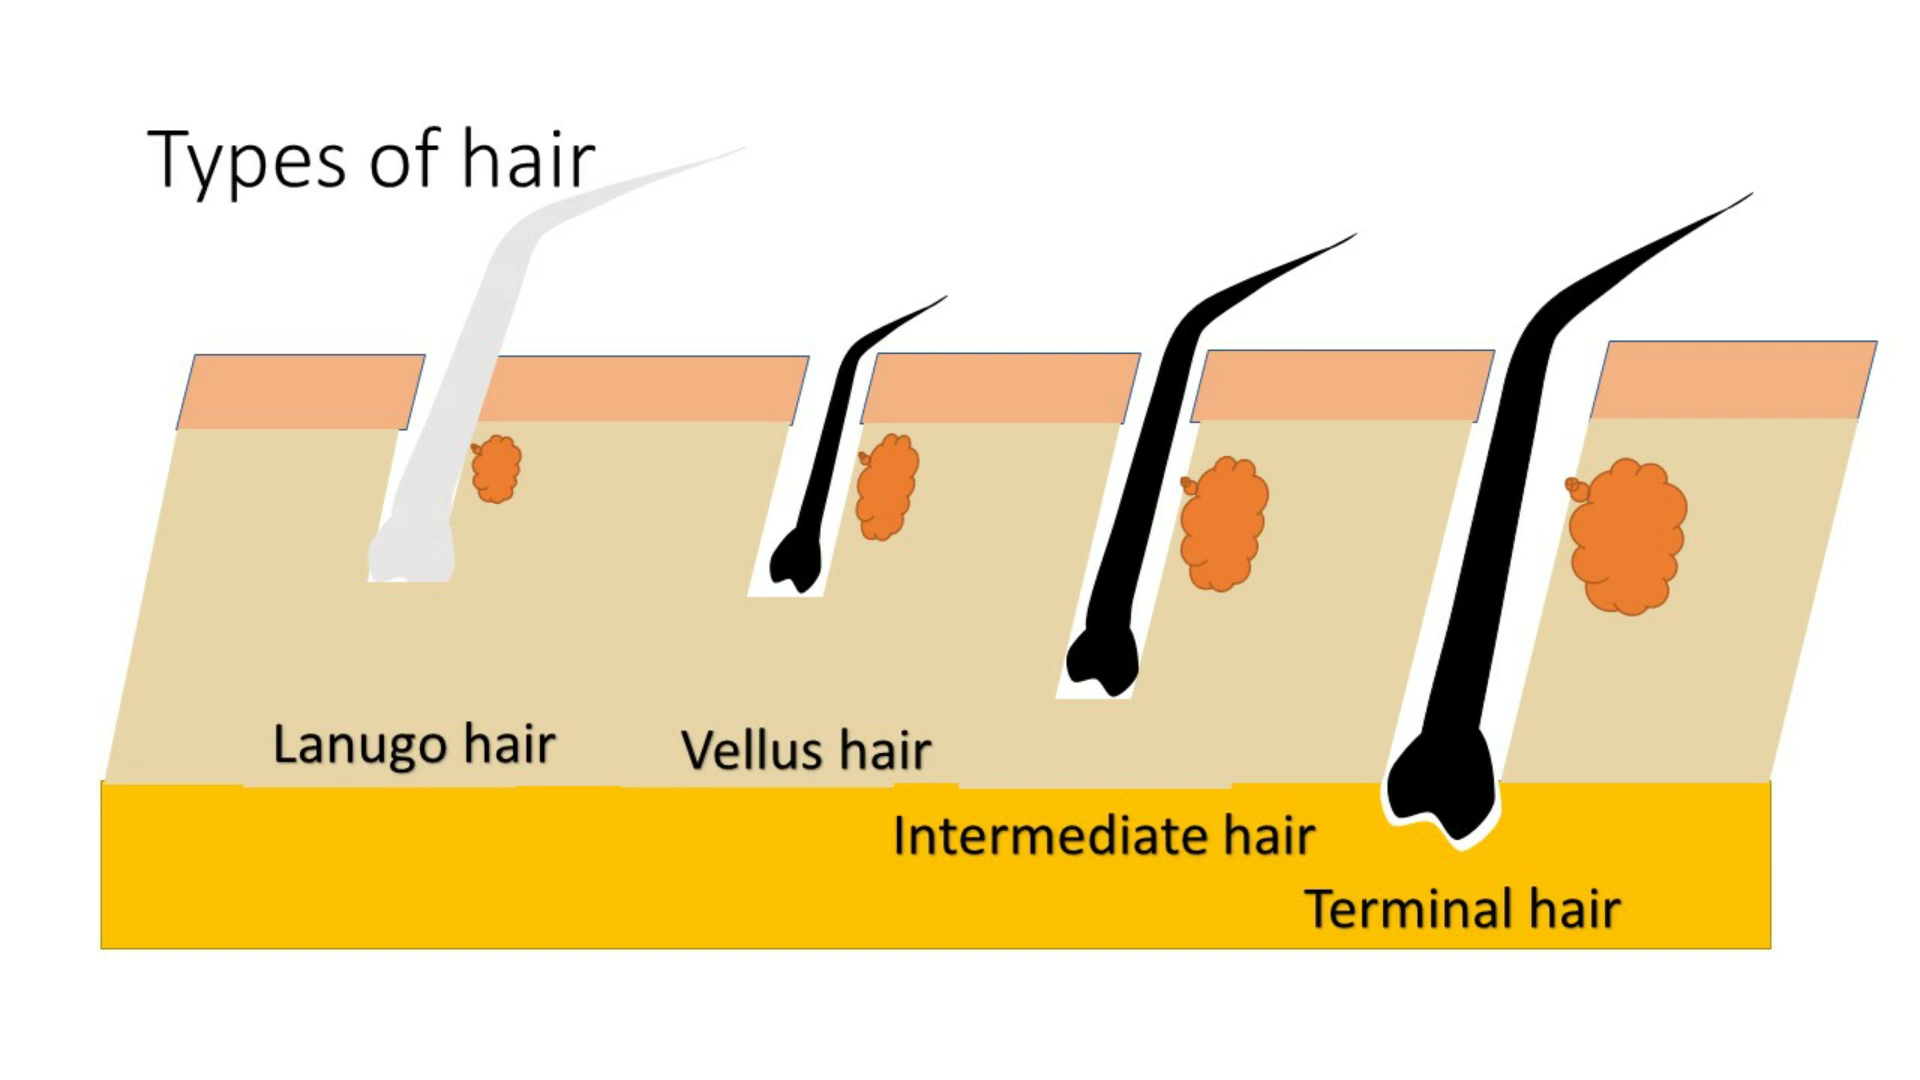 Types of hair
Lanugo hair
Vellus hair
Intermediate hair
Terminal hair